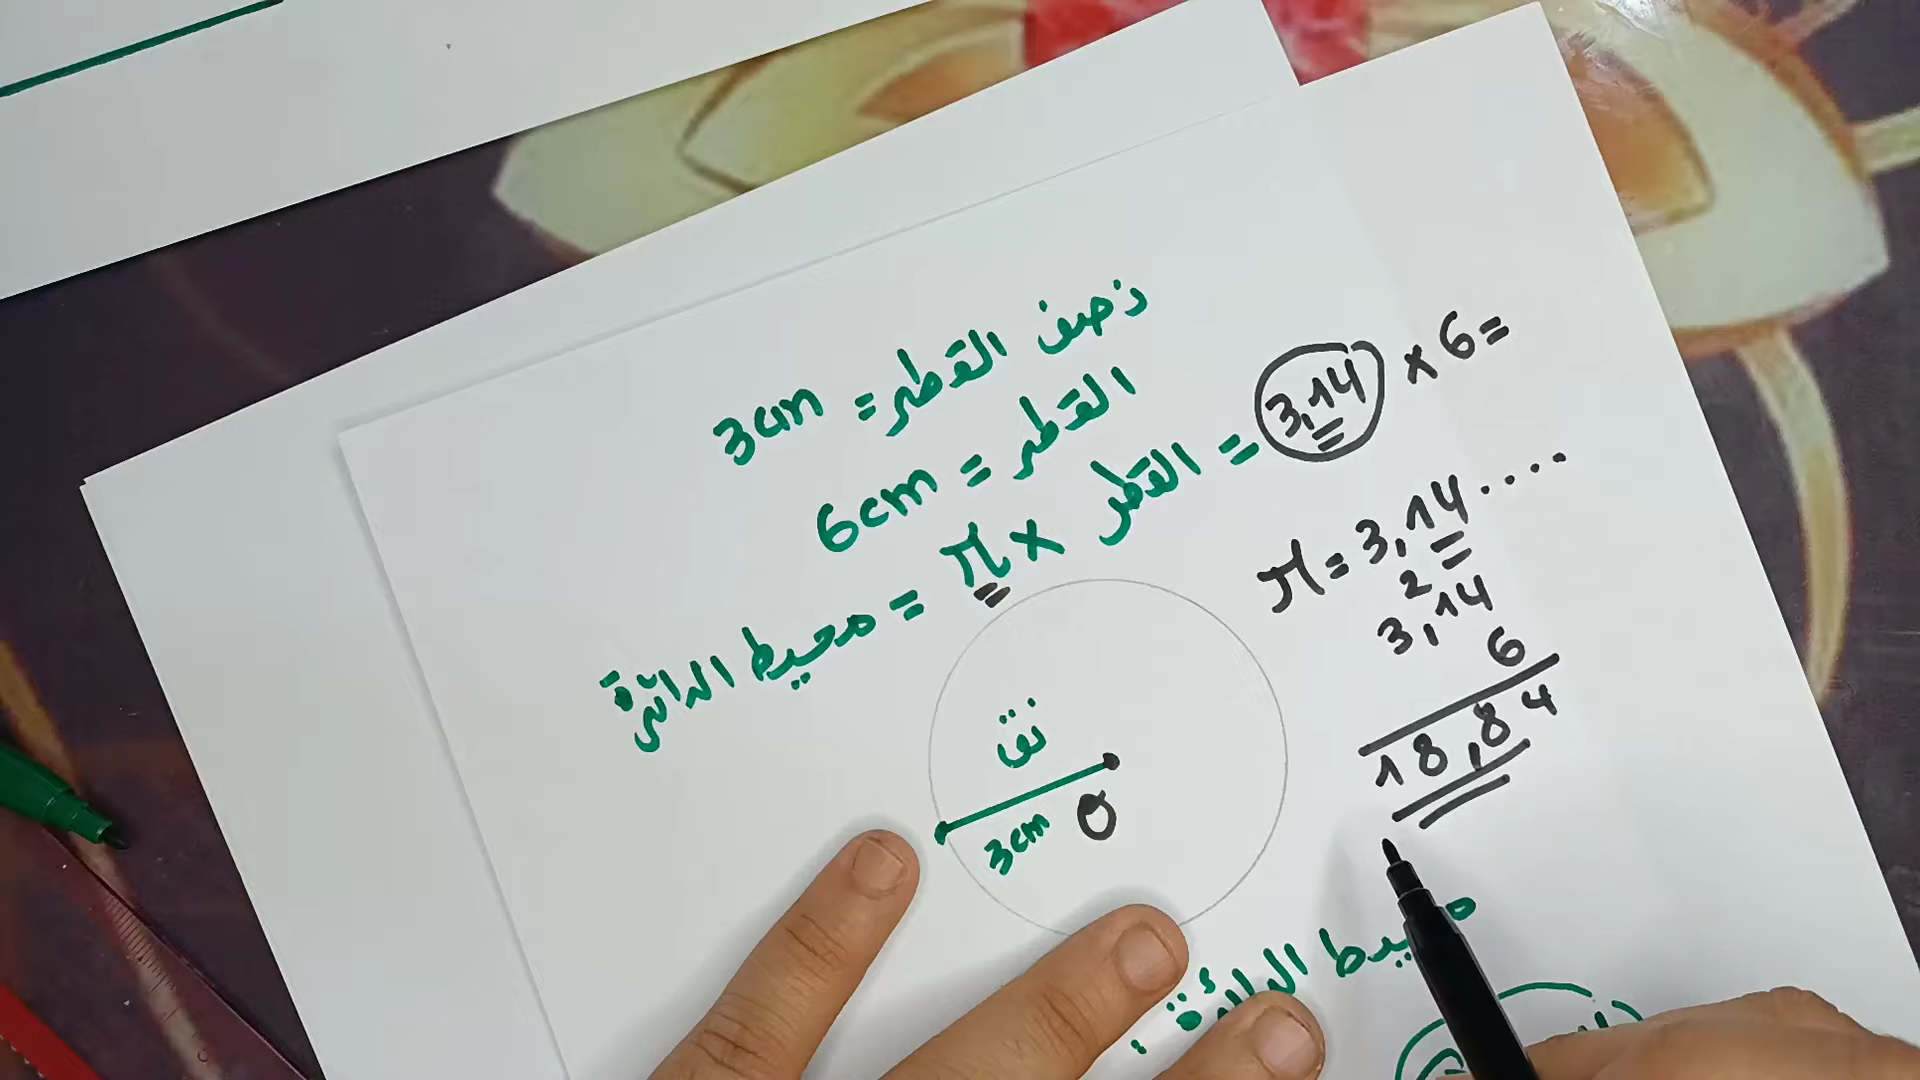 نصف القطر = 3cm
القطر = 6cm
محيط الدائرة = π × القطر = 3,14 × 6 =
π = 3,14....
2
3,14
6
18,84
نق
3cm O
محيط الدائرة :